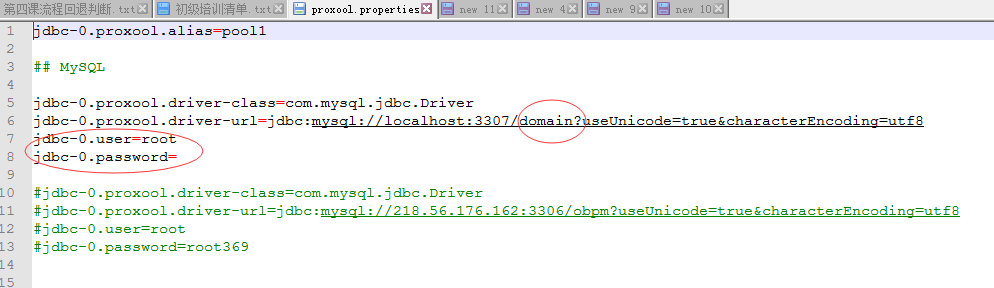 第四课流程回退判断.txt 初级培训清单.txt proxool.properties new 11 new 4 new 9 new 10
1 jdbc-0.proxool.alias=pool1
2
3 ## MySQL
4
5 jdbc-0.proxool.driver-class=com.mysql.jdbc.Driver
6 jdbc-0.proxool.driver-url=jdbc:mysql://localhost:3307/domain?useUnicode=true&characterEncoding=utf8
7 jdbc-0.user=root
8 jdbc-0.password=
9
10 #jdbc-0.proxool.driver-class=com.mysql.jdbc.Driver
11 #jdbc-0.proxool.driver-url=jdbc:mysql://218.56.176.162:3306/obpm?useUnicode=true&characterEncoding=utf8
12 #jdbc-0.user=root
13 #jdbc-0.password=root369
14
15